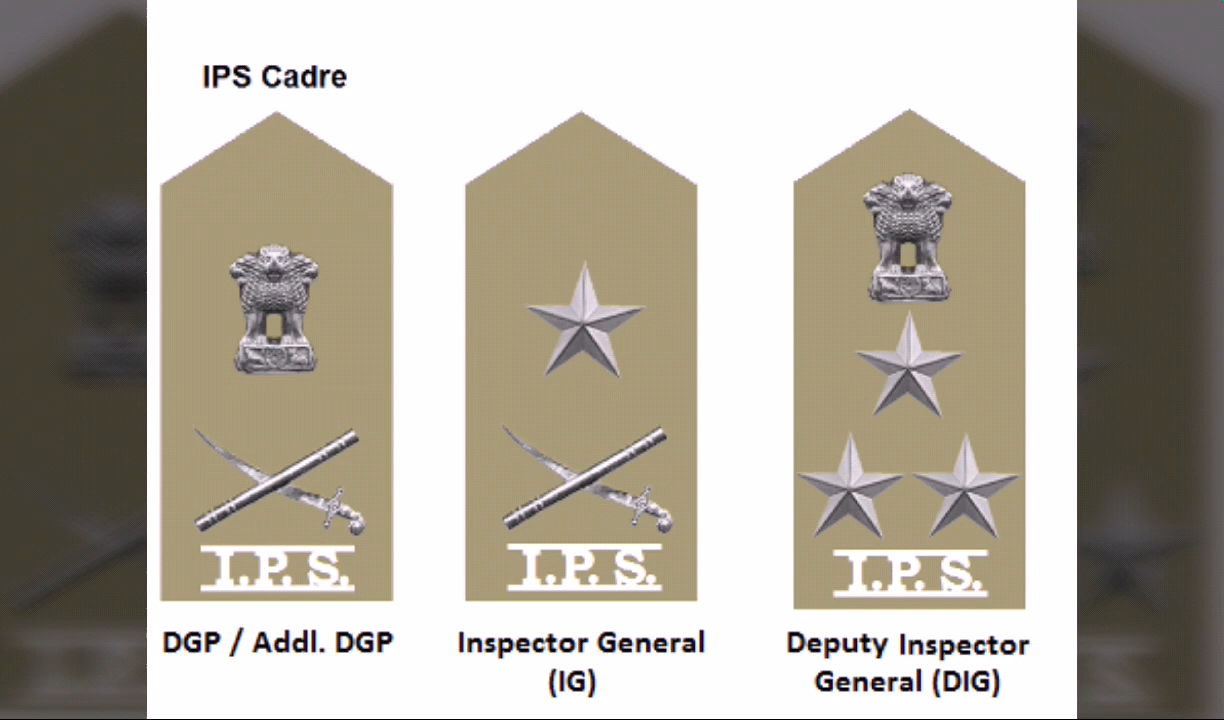 IPS Cadre
I.P.S.
I.P.S.
I.P.S.
DGP / Addl. DGP
Inspector General
(IG)
Deputy Inspector
General (DIG)